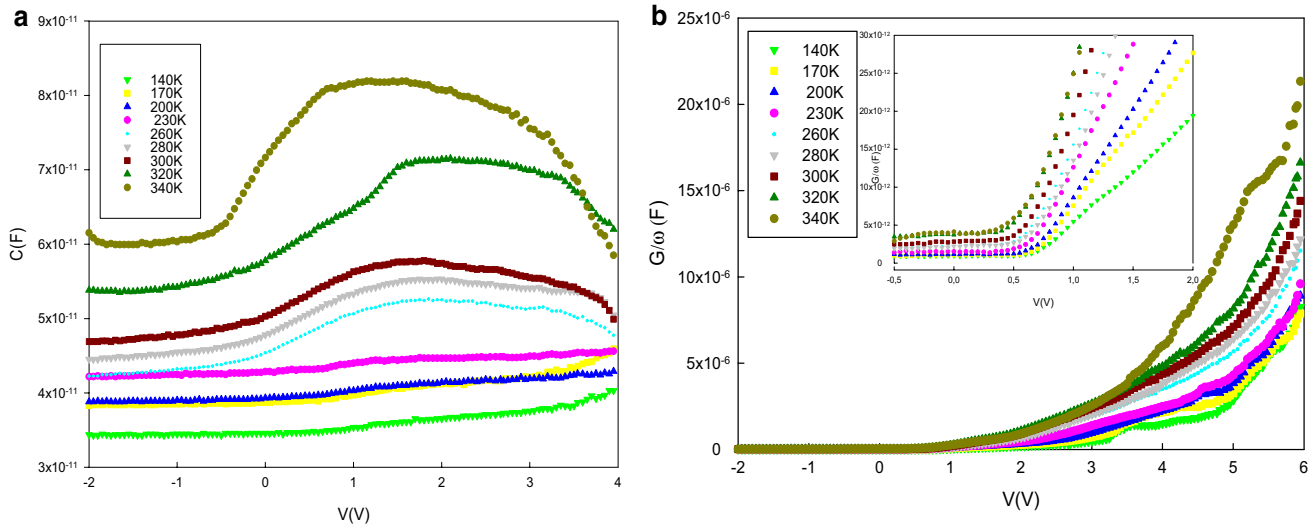 a
9x10-11
8x10-11
7x10-11
6x10-11
5x10-11
4x10-11
3x10-11
C(F)
140K
170K
200K
230K
260K
280K
300K
320K
340K
-2 -1 0 1 2 3 4
V(V)
b
25x10-6
20x10-6
15x10-6
10x10-6
5x10-6
0
G/ω (F)
140K
170K
200K
230K
260K
280K
300K
320K
340K
30x10-12
25x10-12
20x10-12
15x10-12
10x10-12
5x10-12
0
G/ω (F)
-0,5 0,0 0,5 1,0 1,5 2,0
V(V)
-2 -1 0 1 2 3 4 5 6
V(V)